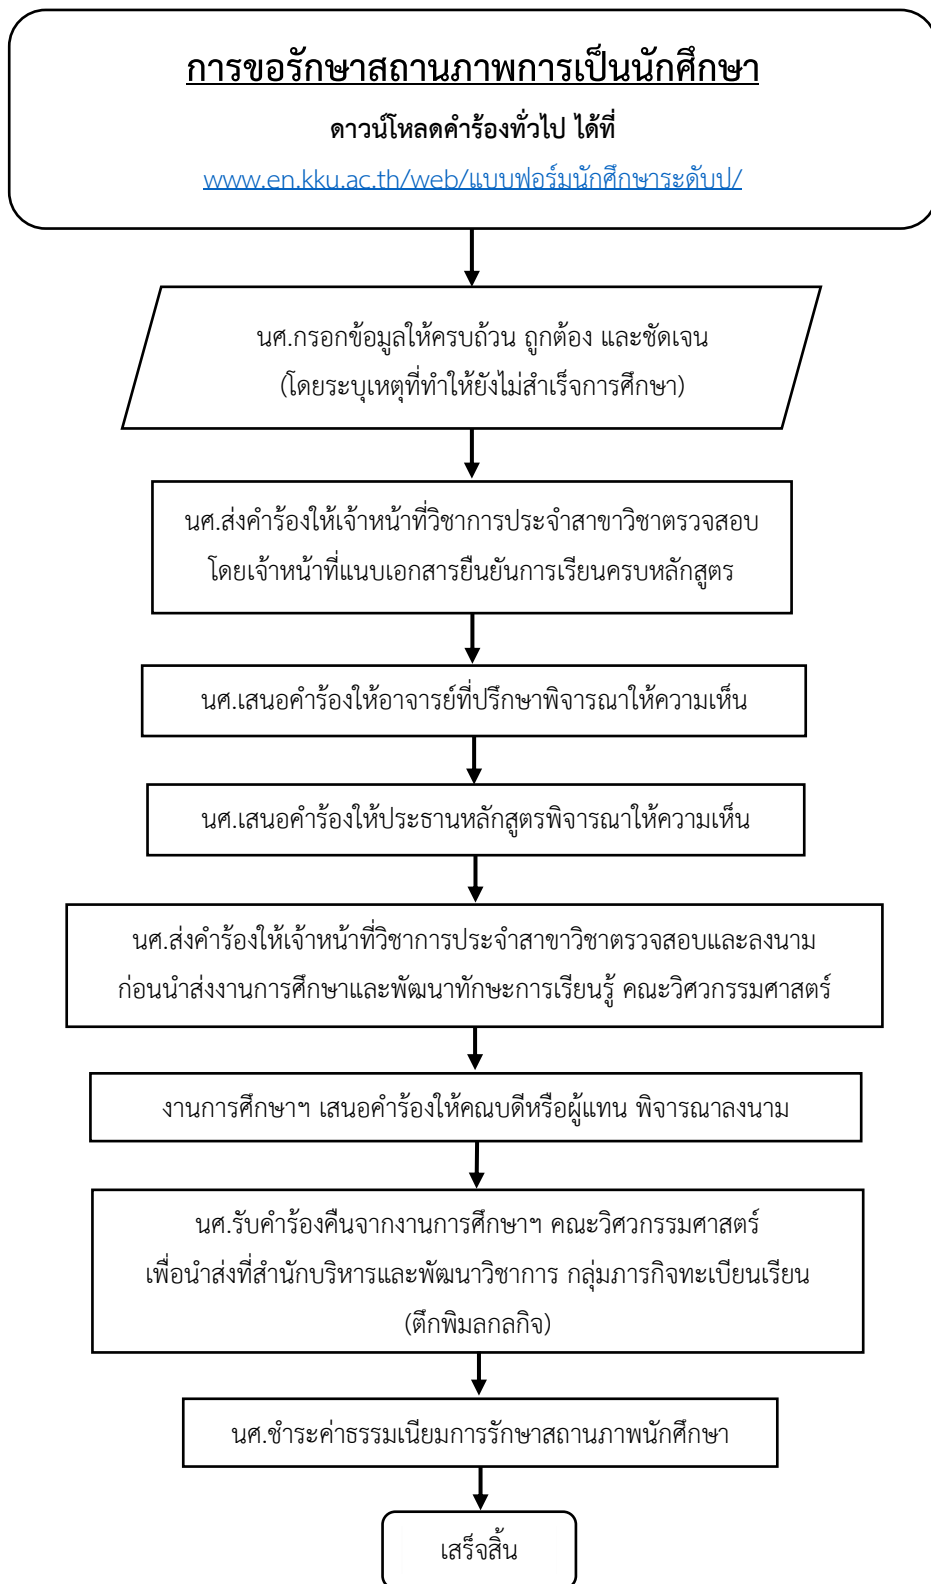 การขอรักษาสถานภาพการเป็นนักศึกษา
ดาวน์โหลดคำร้องทั่วไป ได้ที่
www.en.kku.ac.th/web/แบบฟอร์มนักศึกษาระดับป/
นศ.กรอกข้อมูลให้ครบถ้วน ถูกต้อง และชัดเจน
(โดยระบุเหตุที่ทำให้ยังไม่สำเร็จการศึกษา)
นศ.ส่งคำร้องให้เจ้าหน้าที่วิชาการประจำสาขาวิชาตรวจสอบ
โดยเจ้าหน้าที่แนบเอกสารยืนยันการเรียนครบหลักสูตร
นศ.เสนอคำร้องให้อาจารย์ที่ปรึกษาพิจารณาให้ความเห็น
นศ.เสนอคำร้องให้ประธานหลักสูตรพิจารณาให้ความเห็น
นศ.ส่งคำร้องให้เจ้าหน้าที่วิชาการประจำสาขาวิชาตรวจสอบและลงนาม
ก่อนนำส่งงานการศึกษาและพัฒนาทักษะการเรียนรู้ คณะวิศวกรรมศาสตร์
งานการศึกษาฯ เสนอคำร้องให้คณบดีหรือผู้แทน พิจารณาลงนาม
นศ.รับคำร้องคืนจากงานการศึกษาฯ คณะวิศวกรรมศาสตร์
เพื่อนำส่งที่สำนักบริหารและพัฒนาวิชาการ กลุ่มภารกิจทะเบียนเรียน
(ตึกพิมลกลกิจ)
นศ.ชำระค่าธรรมเนียมการรักษาสถานภาพนักศึกษา
เสร็จสิ้น